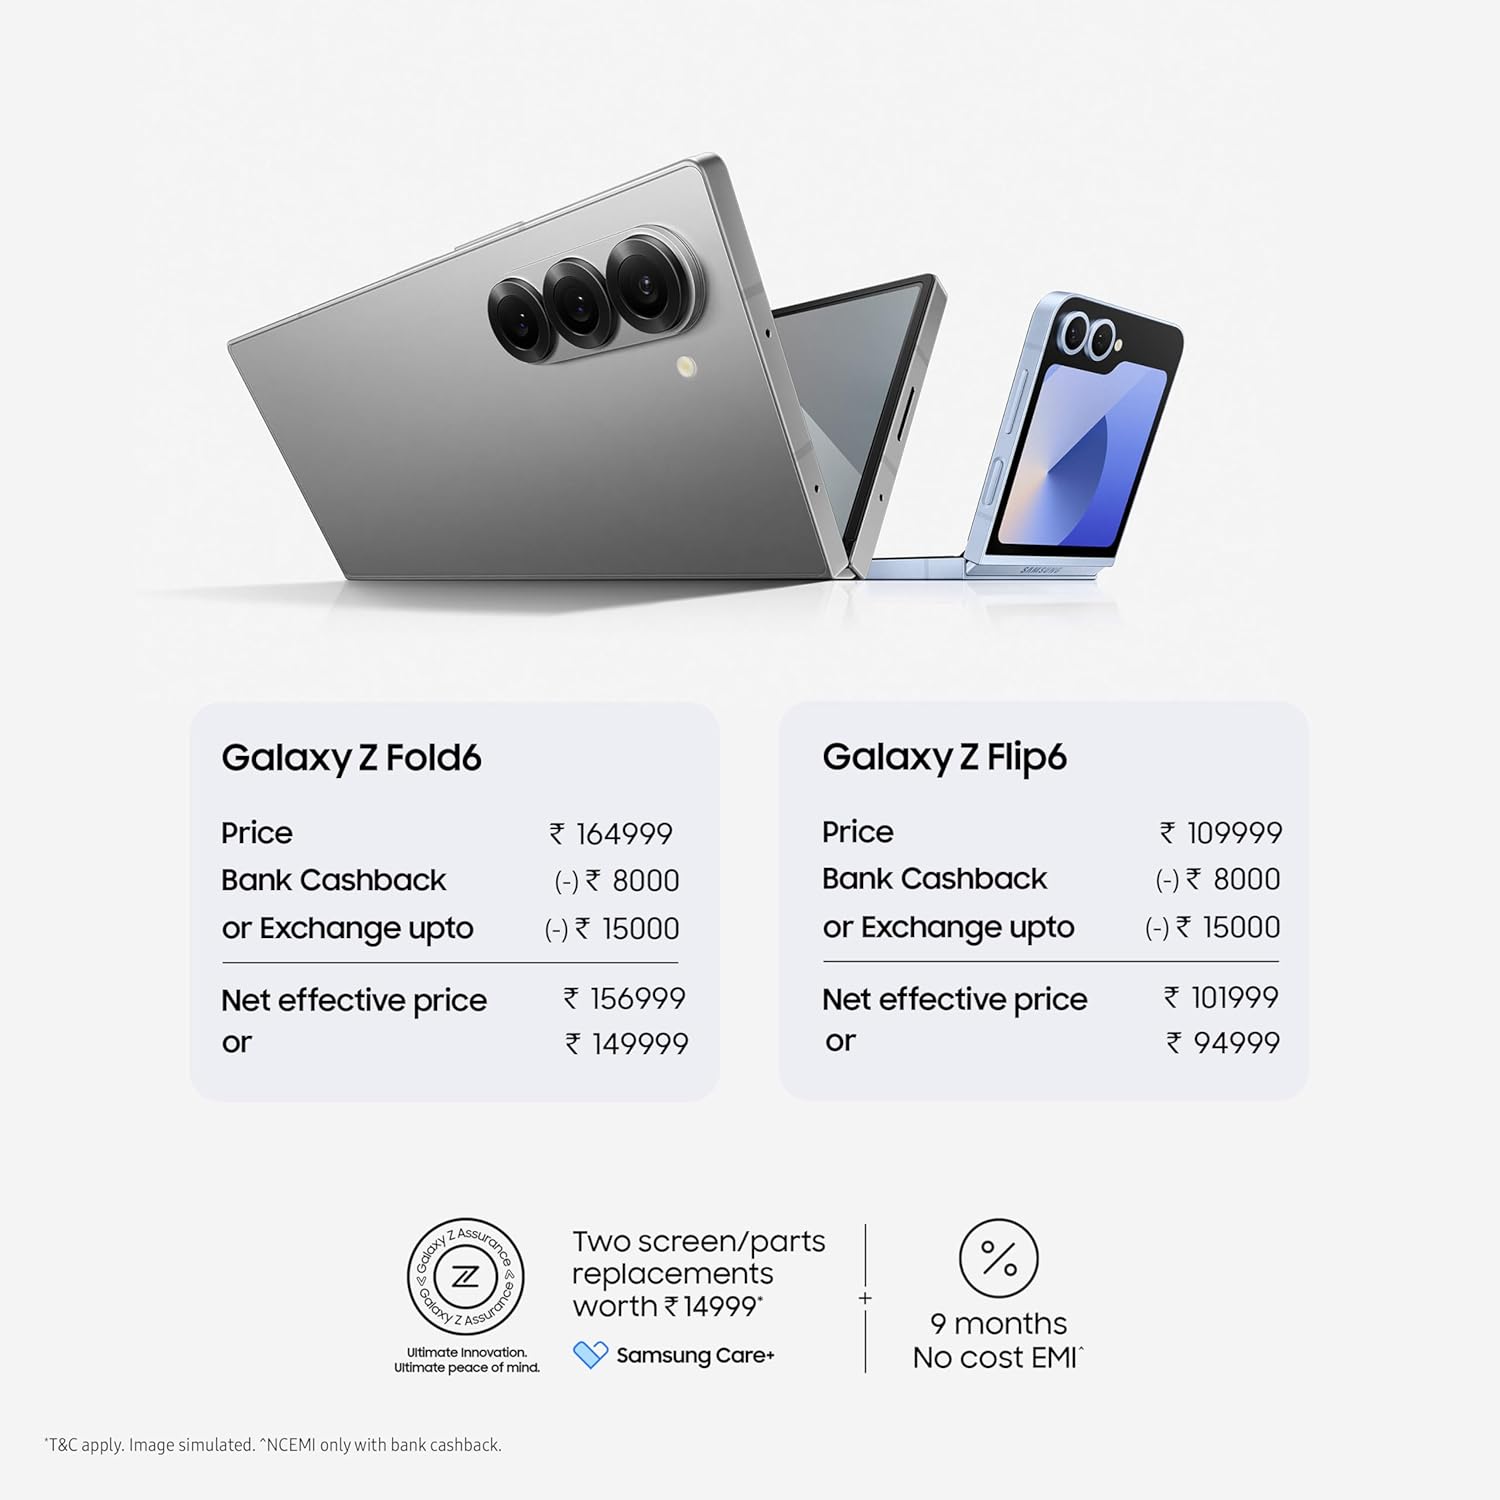 SAMSUNG
Galaxy Z Fold6
Price ₹ 164999
Bank Cashback (-) ₹ 8000
or Exchange upto (-) ₹ 15000
Net effective price ₹ 156999
or ₹ 149999
Galaxy Z Flip6
Price ₹ 109999
Bank Cashback (-) ₹ 8000
or Exchange upto (-) ₹ 15000
Net effective price ₹ 101999
or ₹ 94999
Galaxy Z Assurance
Galaxy Z Assurance
Z
Ultimate Innovation.
Ultimate peace of mind.
Two screen/parts
replacements
worth ₹ 14999*
Samsung Care+
+
%
9 months
No cost EMI^
*T&C apply. Image simulated. ^NCEMI only with bank cashback.